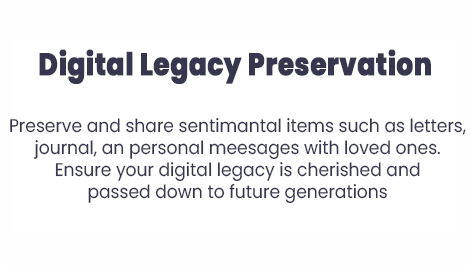 Digital Legacy Preservation
Preserve and share sentimantal items such as letters,
journal, an personal meesages with loved ones.
Ensure your digital legacy is cherished and
passed down to future generations